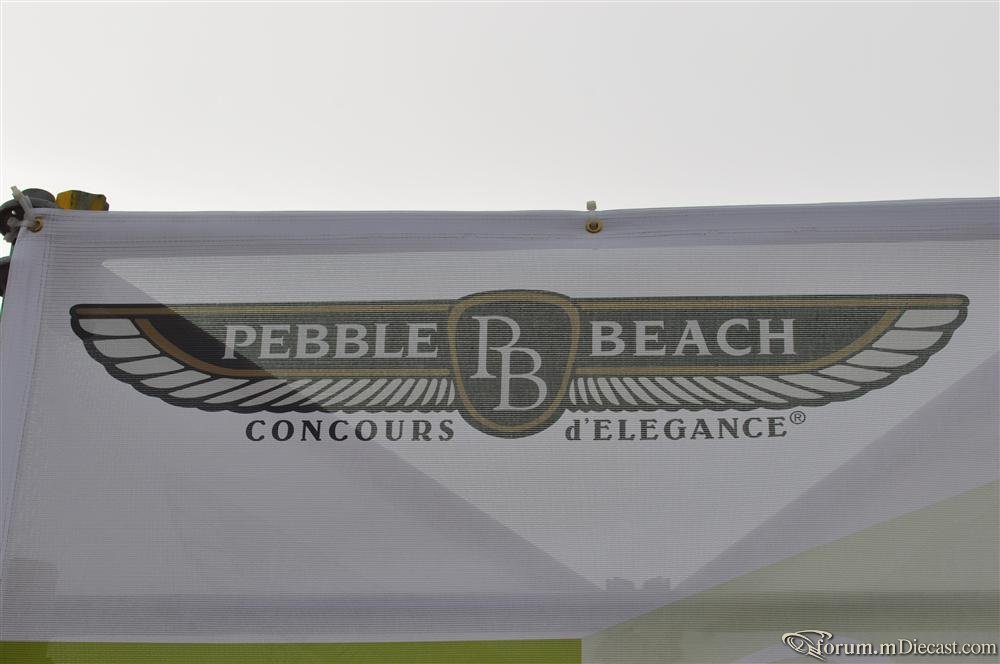 PEBBLE PB BEACH
CONCOURS d'ELEGANCE®
forum.mDiecast.com